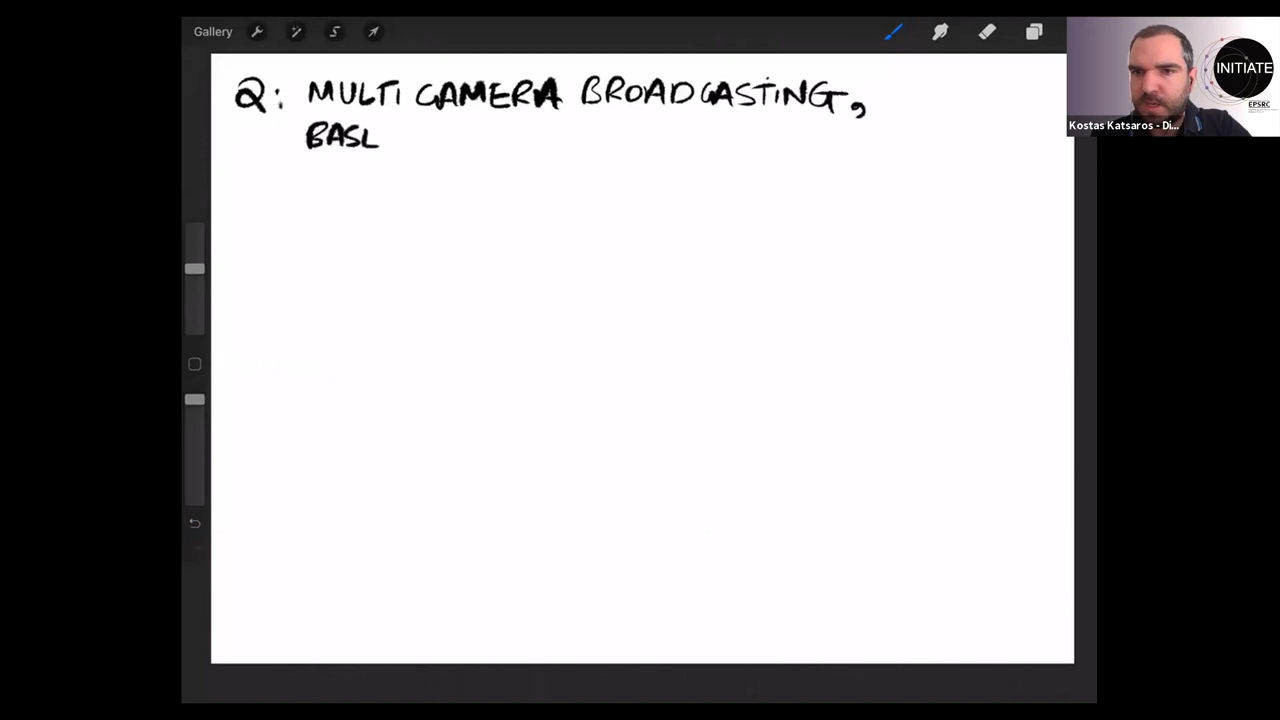 Gallery
Q: MULTI CAMERA BROADCASTING,
BASL
INITIATE
EPSRC
Kostas Katsaros - Di...